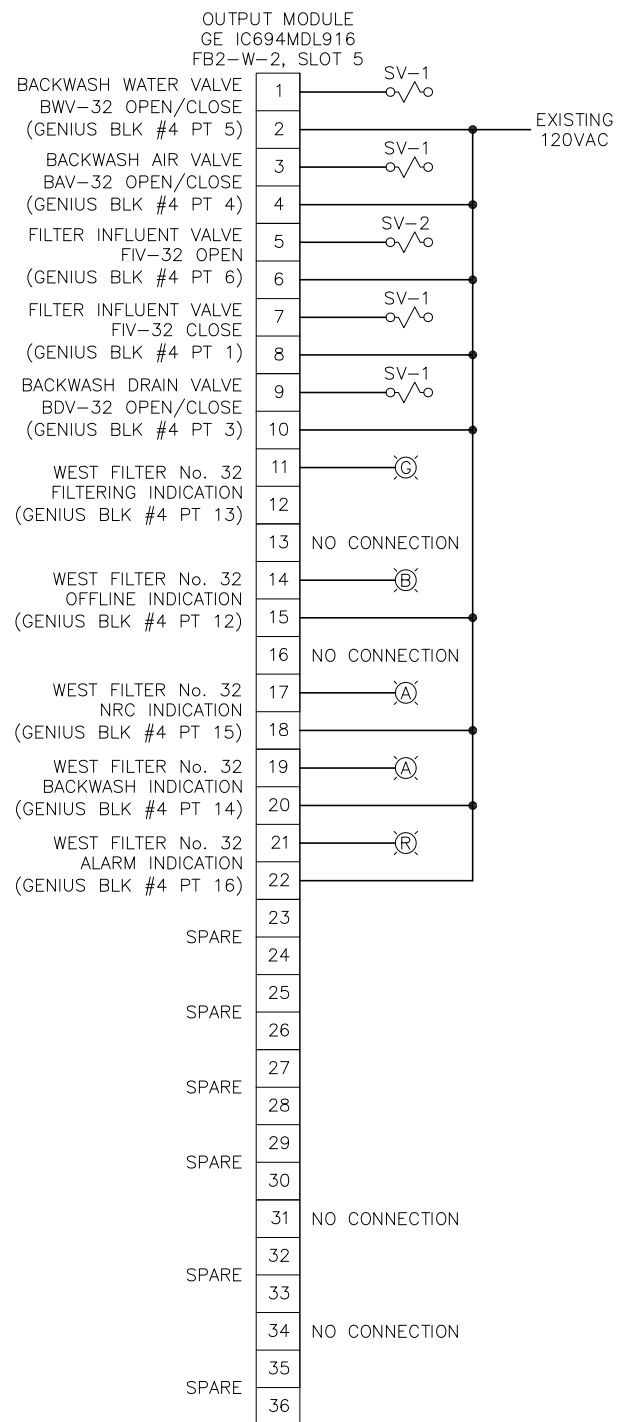 OUTPUT MODULE
GE IC694MDL916
FB2-W-2, SLOT 5
BACKWASH WATER VALVE
BWV-32 OPEN/CLOSE
(GENIUS BLK #4 PT 5)
1
SV-1
2
EXISTING
120VAC
BACKWASH AIR VALVE
BAV-32 OPEN/CLOSE
(GENIUS BLK #4 PT 4)
3
SV-1
4
FILTER INFLUENT VALVE
FIV-32 OPEN
(GENIUS BLK #4 PT 6)
5
SV-2
6
FILTER INFLUENT VALVE
FIV-32 CLOSE
(GENIUS BLK #4 PT 1)
7
SV-1
8
BACKWASH DRAIN VALVE
BDV-32 OPEN/CLOSE
(GENIUS BLK #4 PT 3)
9
SV-1
10
WEST FILTER No. 32
FILTERING INDICATION
(GENIUS BLK #4 PT 13)
11
G
12
13
NO CONNECTION
WEST FILTER No. 32
OFFLINE INDICATION
(GENIUS BLK #4 PT 12)
14
B
15
16
NO CONNECTION
WEST FILTER No. 32
NRC INDICATION
(GENIUS BLK #4 PT 15)
17
A
18
WEST FILTER No. 32
BACKWASH INDICATION
(GENIUS BLK #4 PT 14)
19
A
20
WEST FILTER No. 32
ALARM INDICATION
(GENIUS BLK #4 PT 16)
21
R
22
SPARE
23
24
SPARE
25
26
SPARE
27
28
SPARE
29
30
31
NO CONNECTION
SPARE
32
33
34
NO CONNECTION
SPARE
35
36